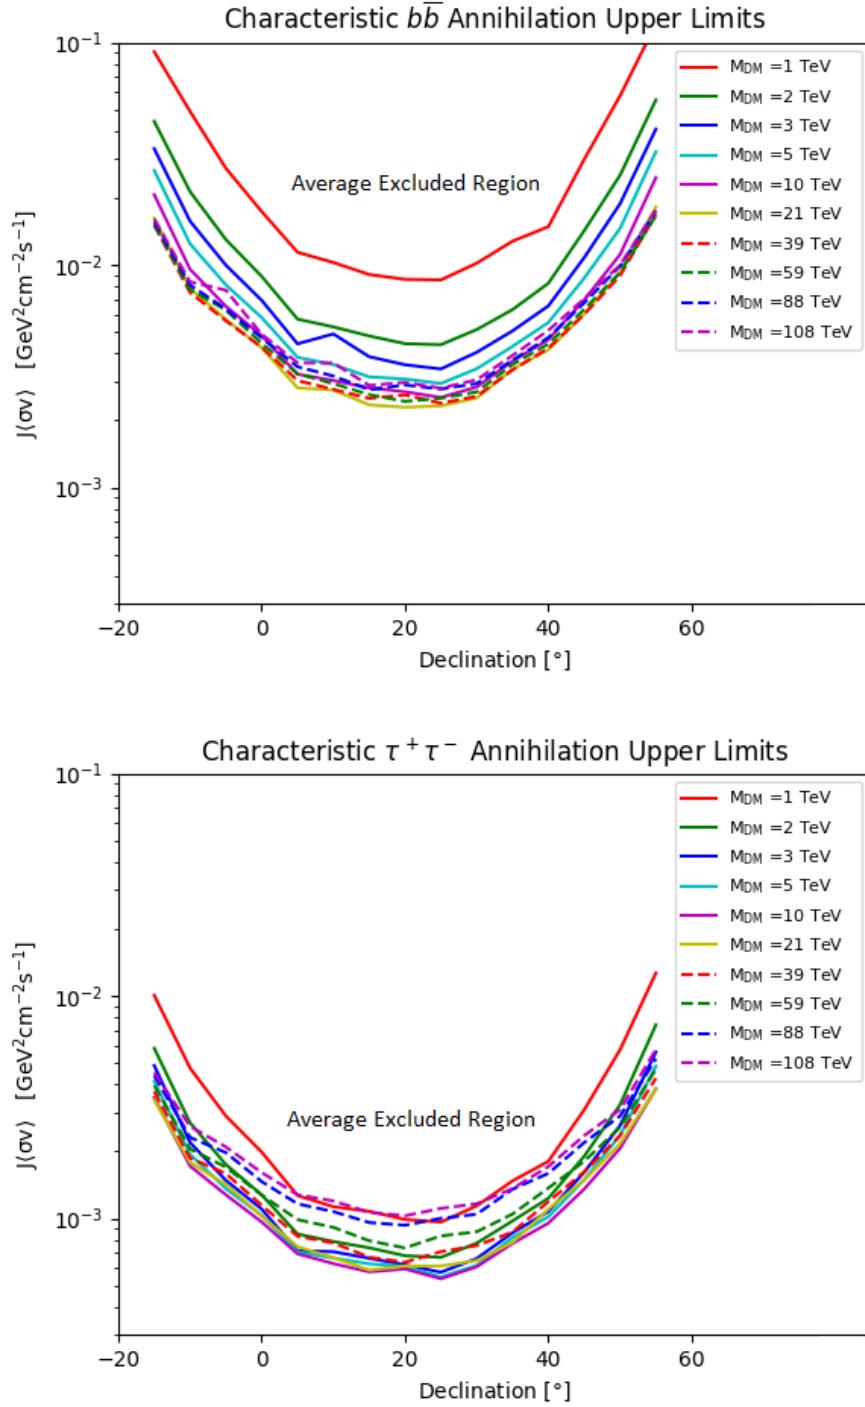 Characteristic b​b̅ Annihilation Upper Limits
10⁻¹
M_DM =1 TeV
M_DM =2 TeV
M_DM =3 TeV
M_DM =5 TeV
M_DM =10 TeV
M_DM =21 TeV
M_DM =39 TeV
M_DM =59 TeV
M_DM =88 TeV
M_DM =108 TeV
Average Excluded Region
J⟨σv⟩ [GeV²cm⁻²s⁻¹]
10⁻²
10⁻³
−20 0 20 40 60
Declination [°]
Characteristic τ⁺τ⁻ Annihilation Upper Limits
10⁻¹
M_DM =1 TeV
M_DM =2 TeV
M_DM =3 TeV
M_DM =5 TeV
M_DM =10 TeV
M_DM =21 TeV
M_DM =39 TeV
M_DM =59 TeV
M_DM =88 TeV
M_DM =108 TeV
10⁻²
Average Excluded Region
J⟨σv⟩ [GeV²cm⁻²s⁻¹]
10⁻³
−20 0 20 40 60
Declination [°]